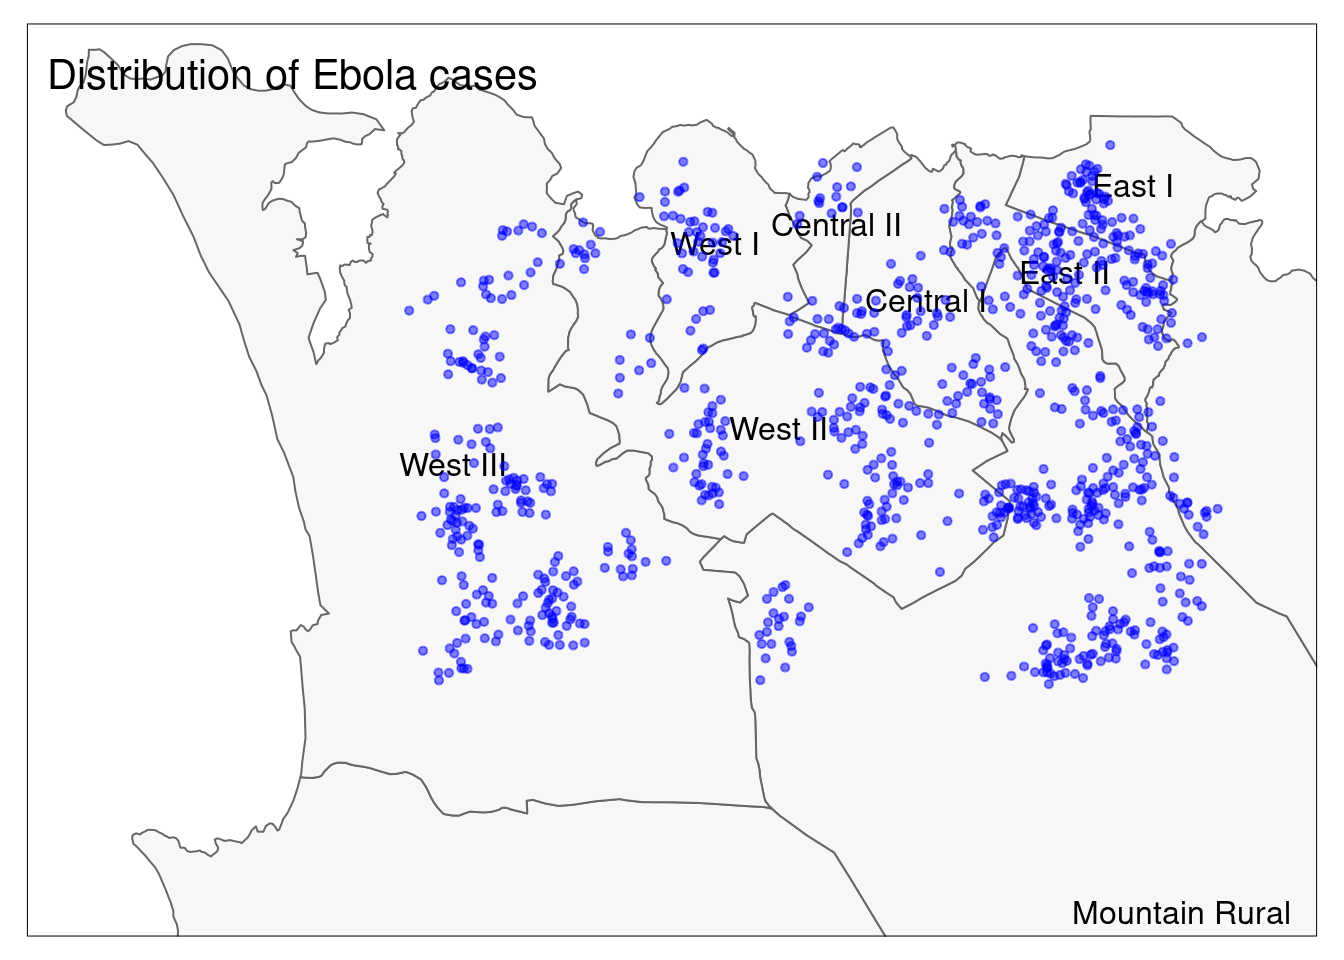 Distribution of Ebola cases
East I
Central II
West I
East II
Central I
West II
West III
Mountain Rural